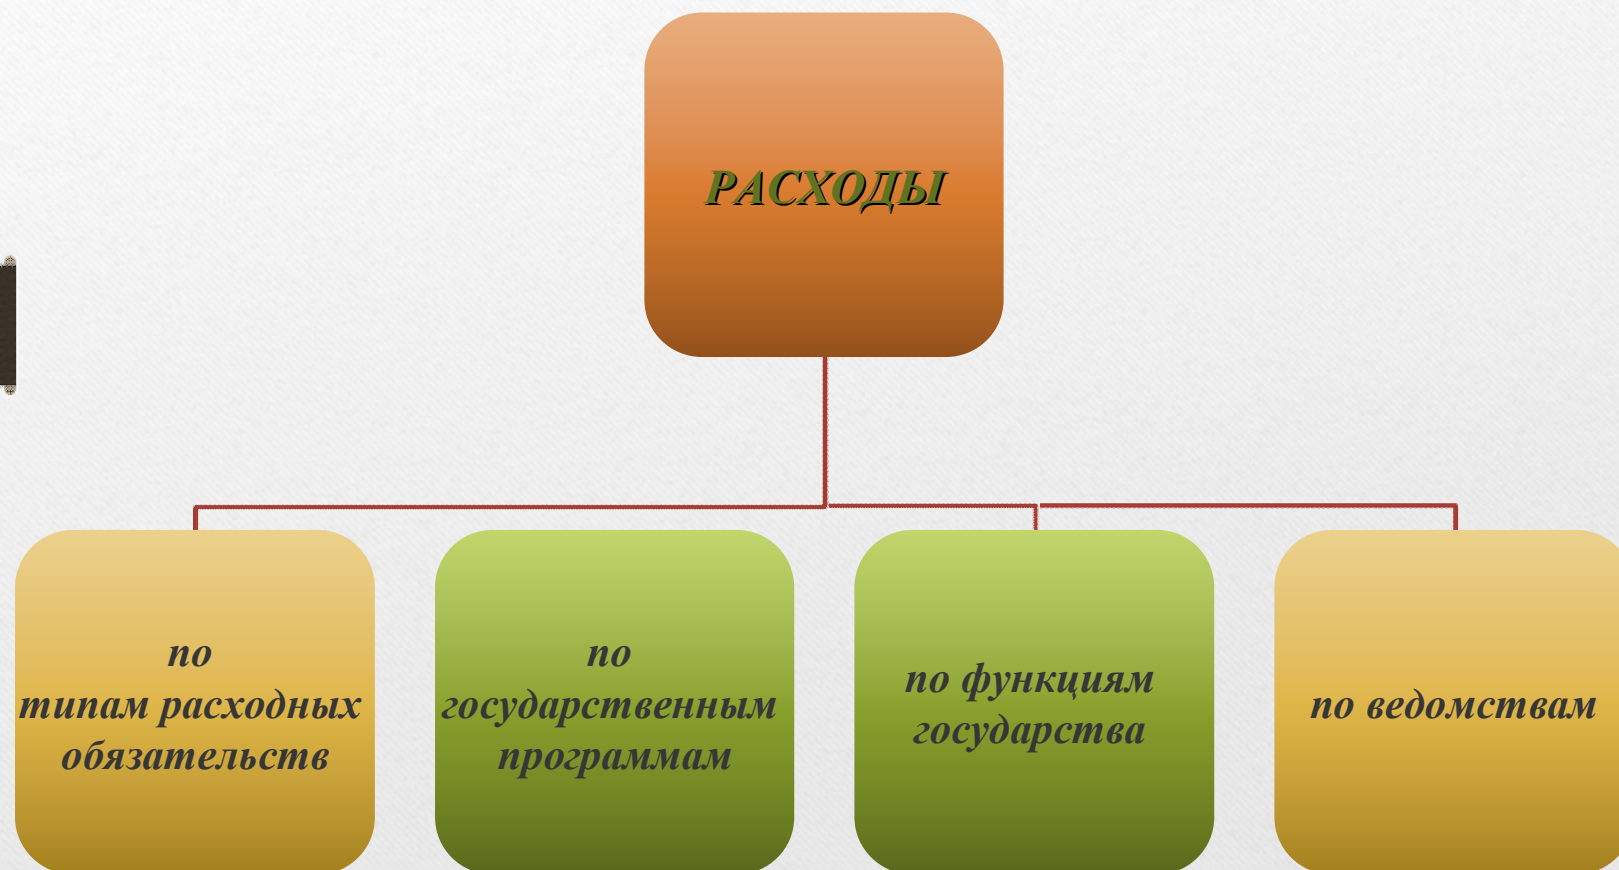 РАСХОДЫ
по
типам расходных
обязательств
по
государственным
программам
по функциям
государства
по ведомствам